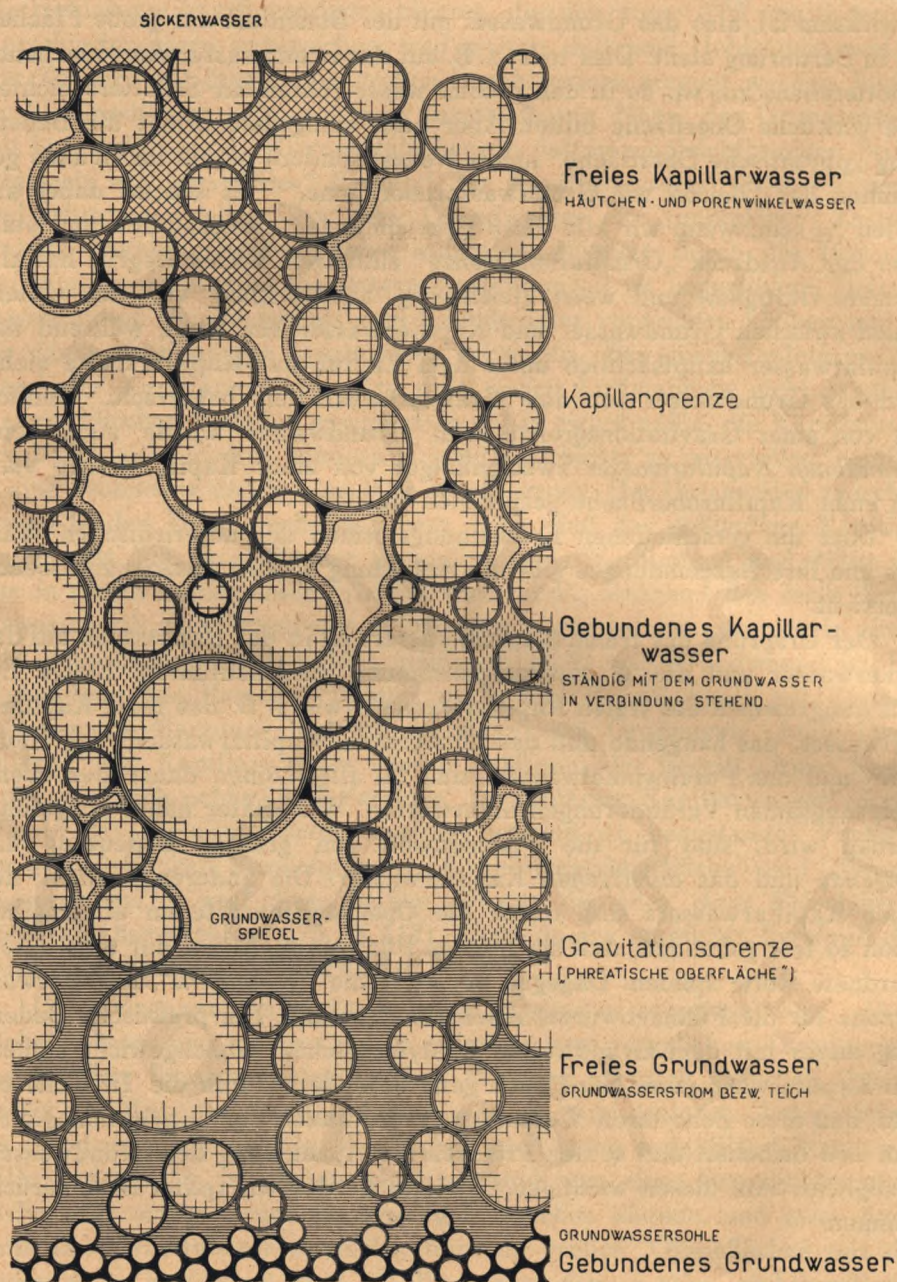 SICKERWASSER
Freies Kapillarwasser
HÄUTCHEN- UND PORENWINKELWASSER
Kapillargrenze
Gebundenes Kapillar-
wasser
STÄNDIG MIT DEM GRUNDWASSER
IN VERBINDUNG STEHEND.
GRUNDWASSER-
SPIEGEL
Gravitationsgrenze
(„PHREATISCHE OBERFLÄCHE“)
Freies Grundwasser
GRUNDWASSERSTROM BEZW. TEICH
GRUNDWASSERSOHLE
Gebundenes Grundwasser